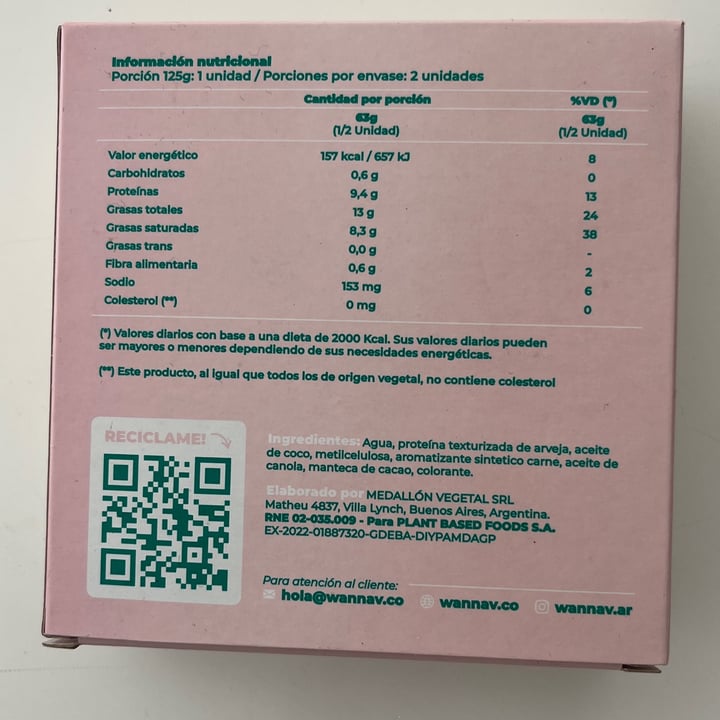 Información nutricional
Porción 125g: 1 unidad / Porciones por envase: 2 unidades
Cantidad por porción %VD (*)
63g 63g
(1/2 Unidad) (1/2 Unidad)
Valor energético 157 kcal / 657 kJ 8
Carbohidratos 0,6 g 0
Proteínas 9,4 g 13
Grasas totales 13 g 24
Grasas saturadas 8,3 g 38
Grasas trans 0,0 g -
Fibra alimentaria 0,6 g 2
Sodio 153 mg 6
Colesterol (**) 0 mg 0
(*) Valores diarios con base a una dieta de 2000 Kcal. Sus valores diarios pueden
ser mayores o menores dependiendo de sus necesidades energéticas.
(**) Este producto, al igual que todos los de origen vegetal, no contiene colesterol
RECICLAME!
Ingredientes: Agua, proteína texturizada de arveja, aceite
de coco, metilcelulosa, aromatizante sintetico carne, aceite de
canola, manteca de cacao, colorante.
Elaborado por MEDALLÓN VEGETAL SRL
Matheu 4837, Villa Lynch, Buenos Aires, Argentina.
RNE 02-035.009 - Para PLANT BASED FOODS S.A.
EX-2022-01887320-GDEBA-DIYPAMDAGP
Para atención al cliente:
hola@wannav.co wannav.co wannav.ar